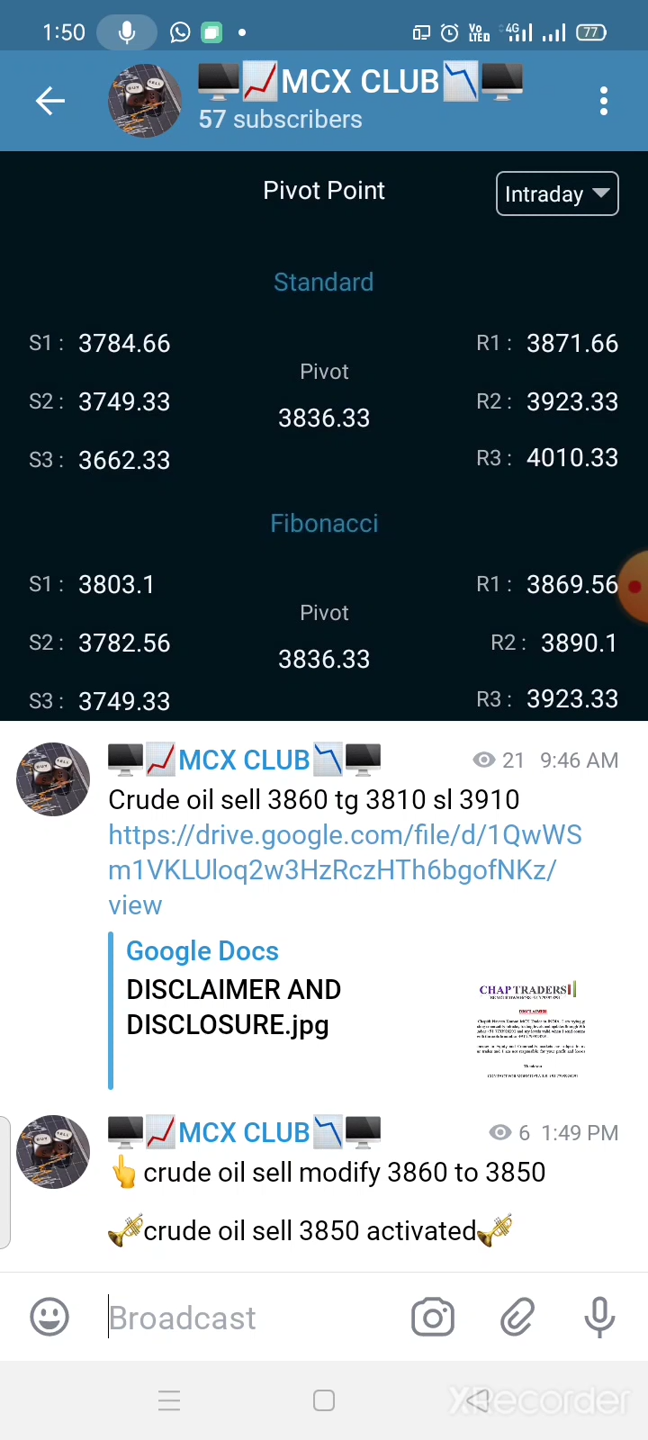 1:50 Vo LTED 4G 77
MCX CLUB
57 subscribers
Pivot Point Intraday
Standard
S1 : 3784.66 R1 : 3871.66
Pivot
S2 : 3749.33 R2 : 3923.33
3836.33
S3 : 3662.33 R3 : 4010.33
Fibonacci
S1 : 3803.1 R1 : 3869.56
Pivot
S2 : 3782.56 R2 : 3890.1
3836.33
S3 : 3749.33 R3 : 3923.33
🖥️📈MCX CLUB📉🖥️ 21 9:46 AM
Crude oil sell 3860 tg 3810 sl 3910
https://drive.google.com/file/d/1QwWS
m1VKLUloq2w3HzRczHTh6bgofNKz/
view
Google Docs
DISCLAIMER AND
DISCLOSURE.jpg
CHAP TRADERS
🖥️📈MCX CLUB📉🖥️ 6 1:49 PM
👆crude oil sell modify 3860 to 3850
🎺crude oil sell 3850 activated🎺
Broadcast
XRecorder